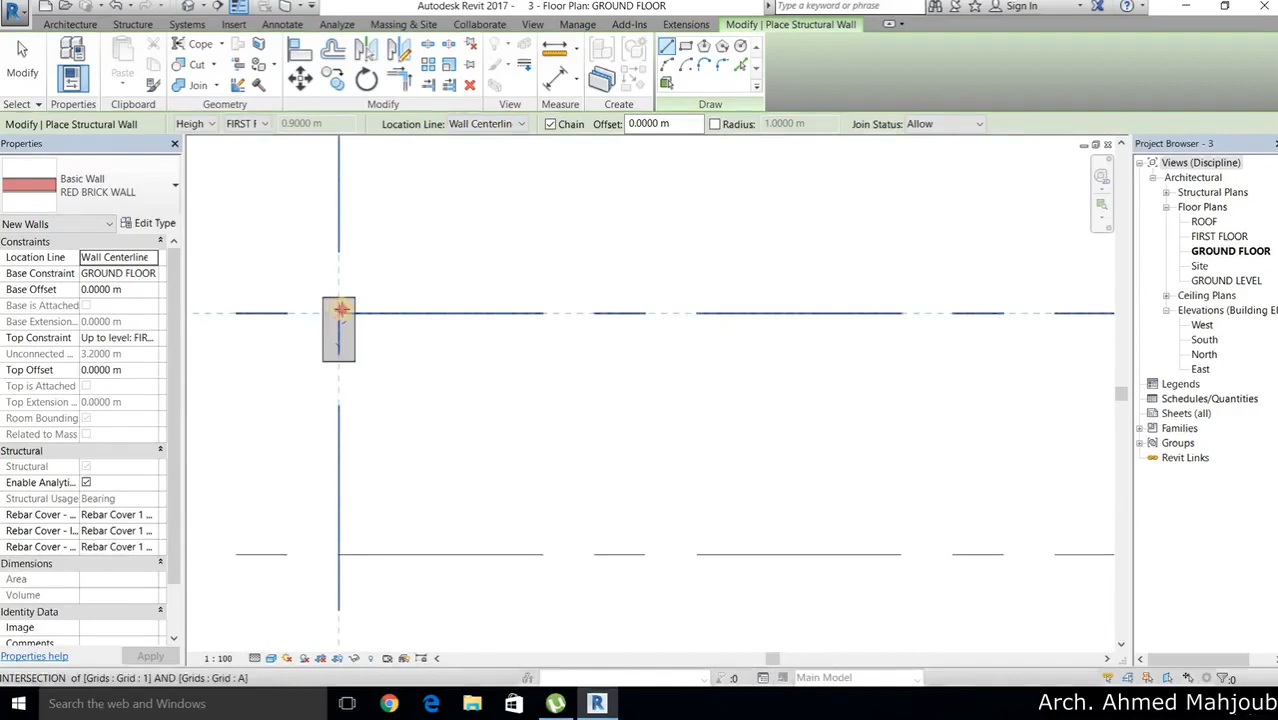 Autodesk Revit 2017 - 3 - Floor Plan: GROUND FLOOR
Type a keyword or phrase
Sign In
Architecture Structure Systems Insert Annotate Analyze Massing & Site Collaborate View Manage Add-Ins Extensions Modify | Place Structural Wall
Modify
Paste
Cope
Cut
Join
Select Properties Clipboard Geometry Modify View Measure Create Draw
Modify | Place Structural Wall Heigh FIRST F 0.9000 m Location Line: Wall Centerlin Chain Offset: 0.0000 m Radius: 1.0000 m Join Status: Allow
Properties
Basic Wall
RED BRICK WALL
New Walls Edit Type
Constraints
Location Line Wall Centerline
Base Constraint GROUND FLOOR
Base Offset 0.0000 m
Base is Attached
Base Extension... 0.0000 m
Top Constraint Up to level: FIR...
Unconnected ... 3.2000 m
Top Offset 0.0000 m
Top is Attached
Top Extension ... 0.0000 m
Room Bounding
Related to Mass
Structural
Structural
Enable Analyti...
Structural Usage Bearing
Rebar Cover - ... Rebar Cover 1 ...
Rebar Cover - I... Rebar Cover 1 ...
Rebar Cover - ... Rebar Cover 1 ...
Dimensions
Area
Volume
Identity Data
Image
Comments
Properties help Apply
Project Browser - 3
Views (Discipline)
Architectural
Structural Plans
Floor Plans
ROOF
FIRST FLOOR
GROUND FLOOR
Site
GROUND LEVEL
Ceiling Plans
Elevations (Building El
West
South
North
East
Legends
Schedules/Quantities
Sheets (all)
Families
Groups
Revit Links
1 : 100
INTERSECTION of [Grids : Grid : 1] AND [Grids : Grid : A]
:0
Main Model
:0
Search the web and Windows
Arch. Ahmed Mahjoub